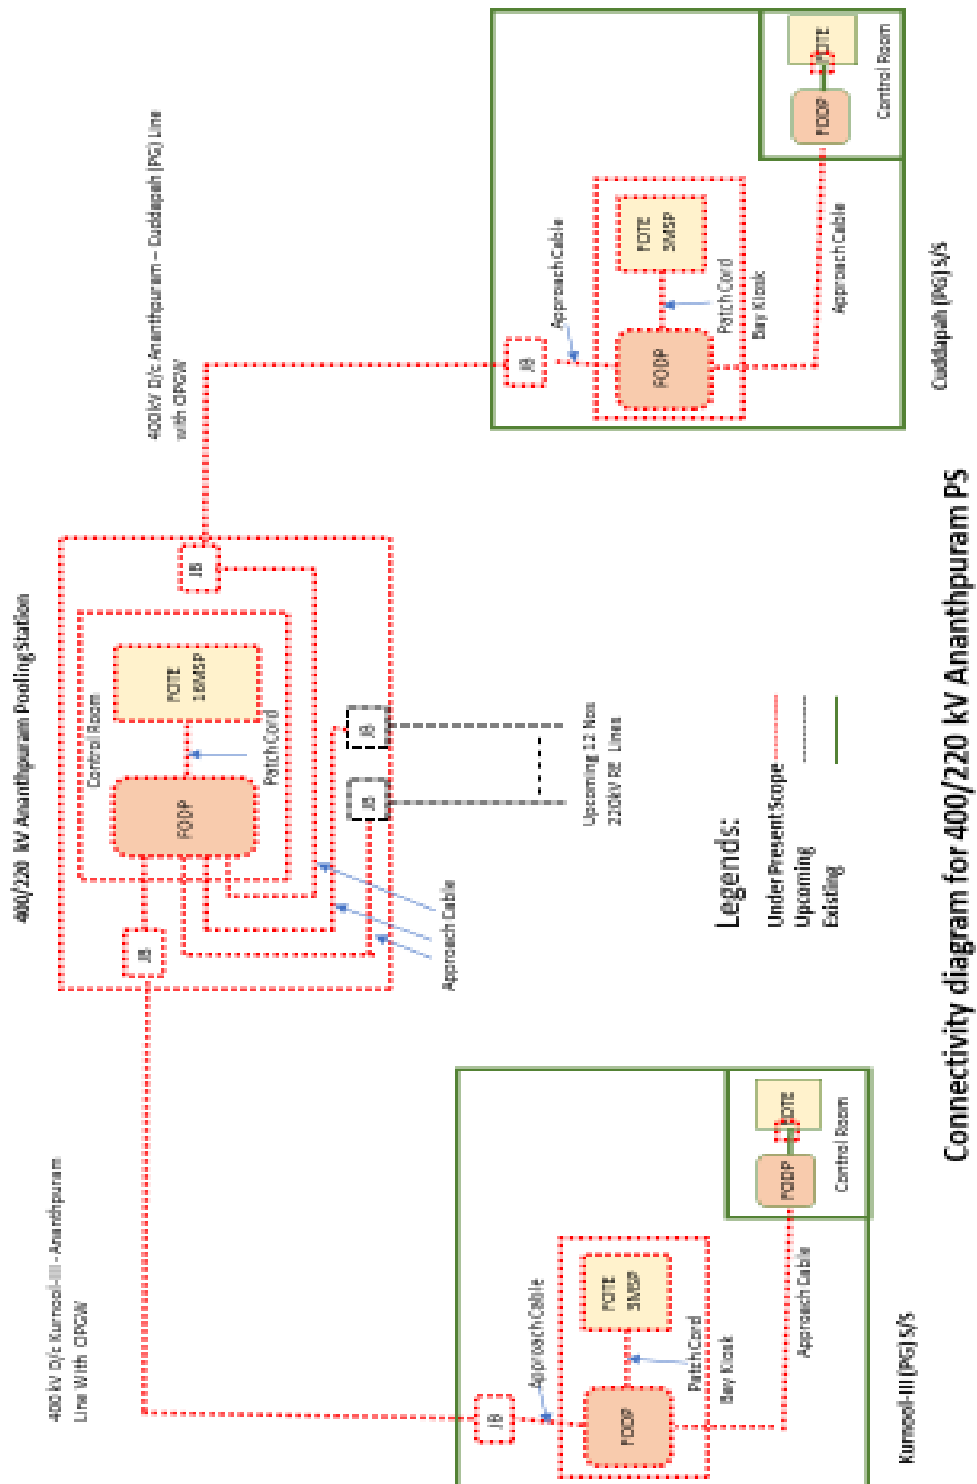 400/220 kV Ananthpuram Pooling Station
400 kV D/c Kurnool-III - Ananthpuram
Line With OPGW
400 kV D/c Ananthpuram – Cuddapah (PG) Line
with OPGW
Control Room
FODP
FOTE
16MSP
Patch Cord
JB
JB
JB
JB
Approach Cable
Upcoming 12 Nos
220kV RE Lines
JB
Approach Cable
FODP
FOTE
3MSP
Patch Cord
Bay Kiosk
Approach Cable
FODP
FOTE
Control Room
Kurnool-III (PG) S/S
JB
Approach Cable
FODP
FOTE
3MSP
Patch Cord
Bay Kiosk
Approach Cable
FODP
FOTE
Control Room
Cuddapah (PG) S/S
Legends:
Under Present Scope
Upcoming
Existing
Connectivity diagram for 400/220 kV Ananthpuram PS